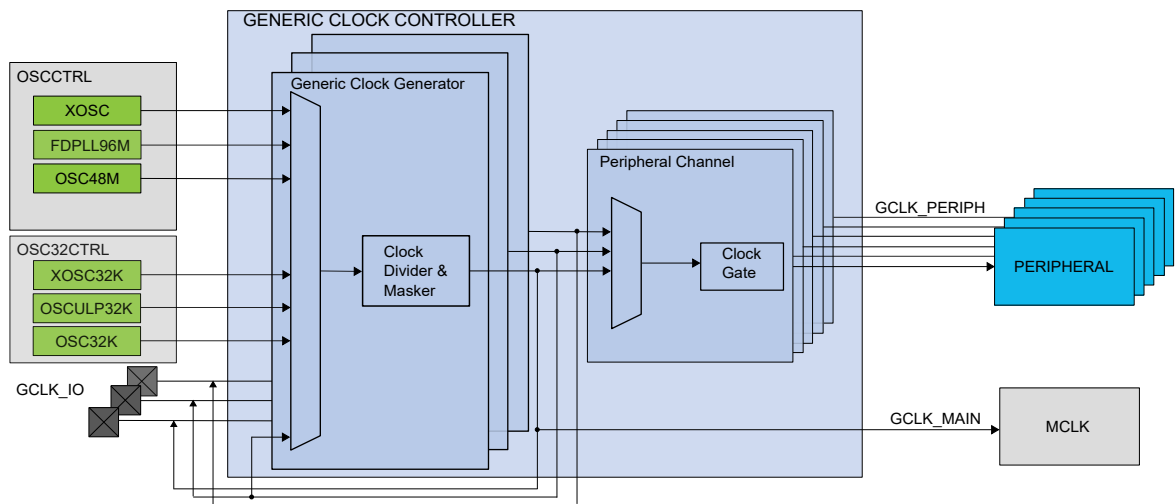 GENERIC CLOCK CONTROLLER
OSCCTRL
XOSC
FDPLL96M
OSC48M
OSC32CTRL
XOSC32K
OSCULP32K
OSC32K
GCLK_IO
Generic Clock Generator
Clock
Divider &
Masker
Peripheral Channel
Clock
Gate
GCLK_PERIPH
PERIPHERAL
GCLK_MAIN
MCLK